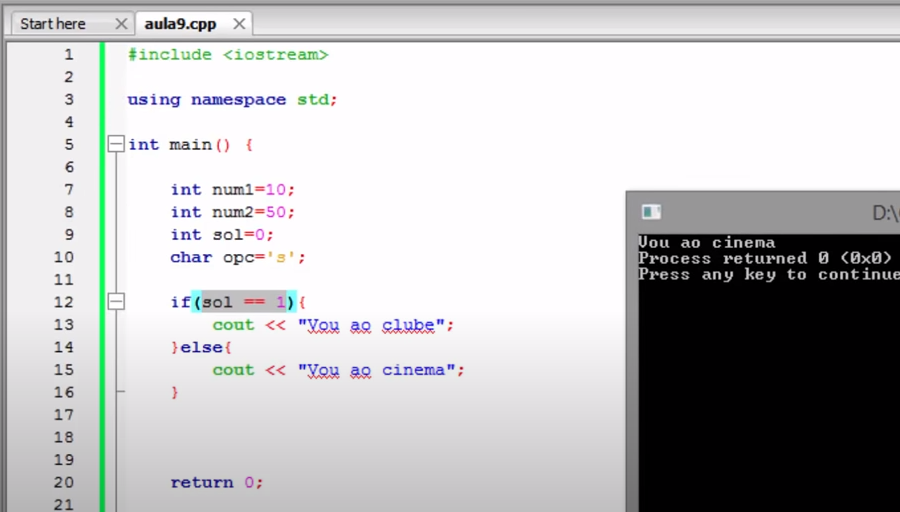 Start here
aula9.cpp
1 #include <iostream>
2
3 using namespace std;
4
5 int main() {
6
7 int num1=10;
8 int num2=50;
9 int sol=0;
10 char opc='s';
11
12 if(sol == 1){
13 cout << "Vou ao clube";
14 }else{
15 cout << "Vou ao cinema";
16 }
17
18
19
20 return 0;
21
D:\
Vou ao cinema
Process returned 0 (0x0)
Press any key to continue